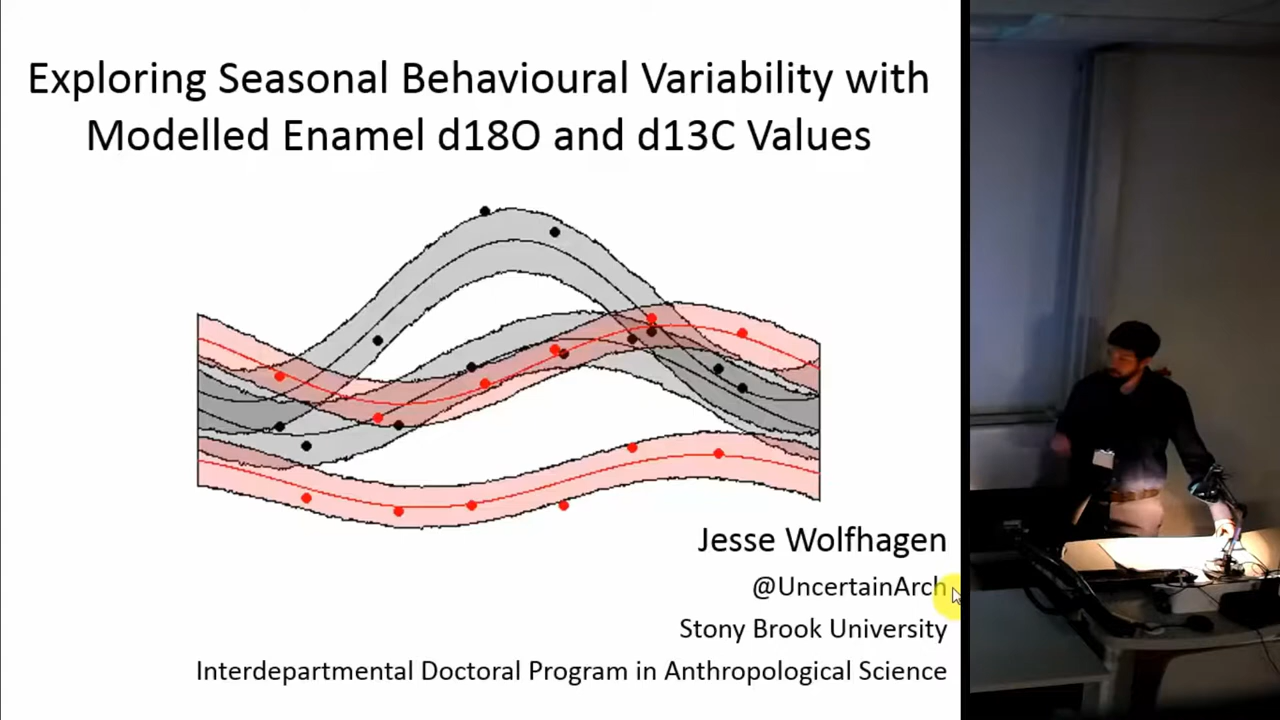 Exploring Seasonal Behavioural Variability with
Modelled Enamel d18O and d13C Values
Jesse Wolfhagen
@UncertainArch
Stony Brook University
Interdepartmental Doctoral Program in Anthropological Science